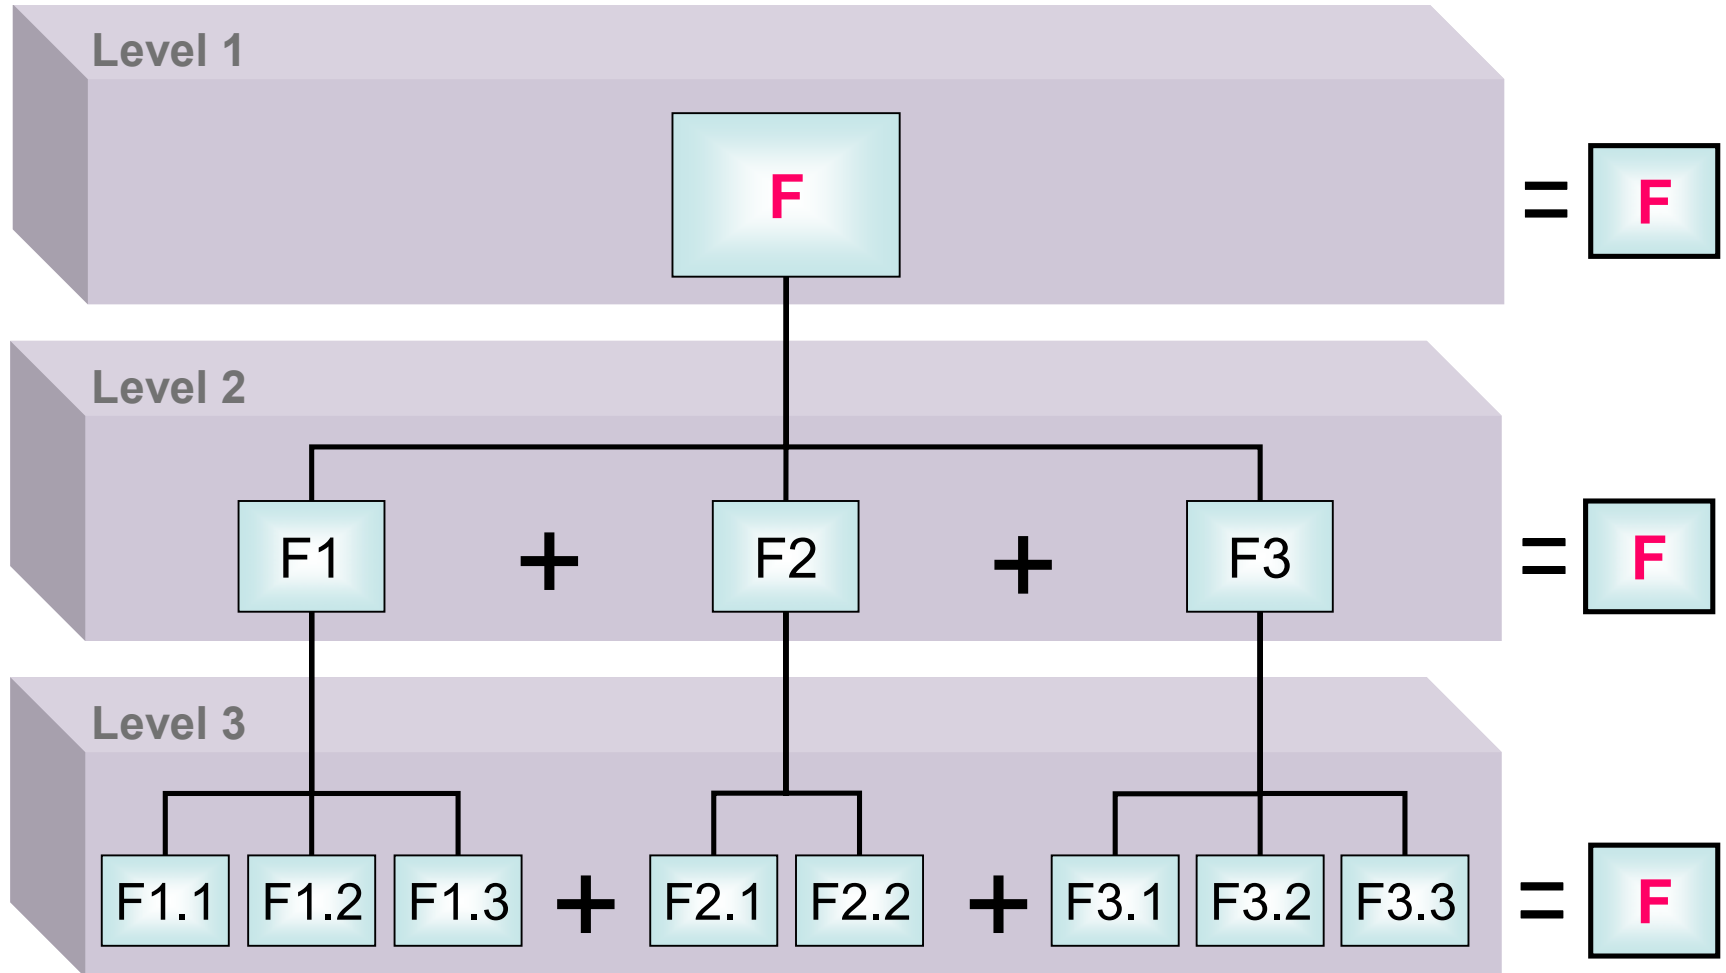 Level 1
F
= F
Level 2
F1 + F2 + F3 = F
Level 3
F1.1 F1.2 F1.3 + F2.1 F2.2 + F3.1 F3.2 F3.3 = F